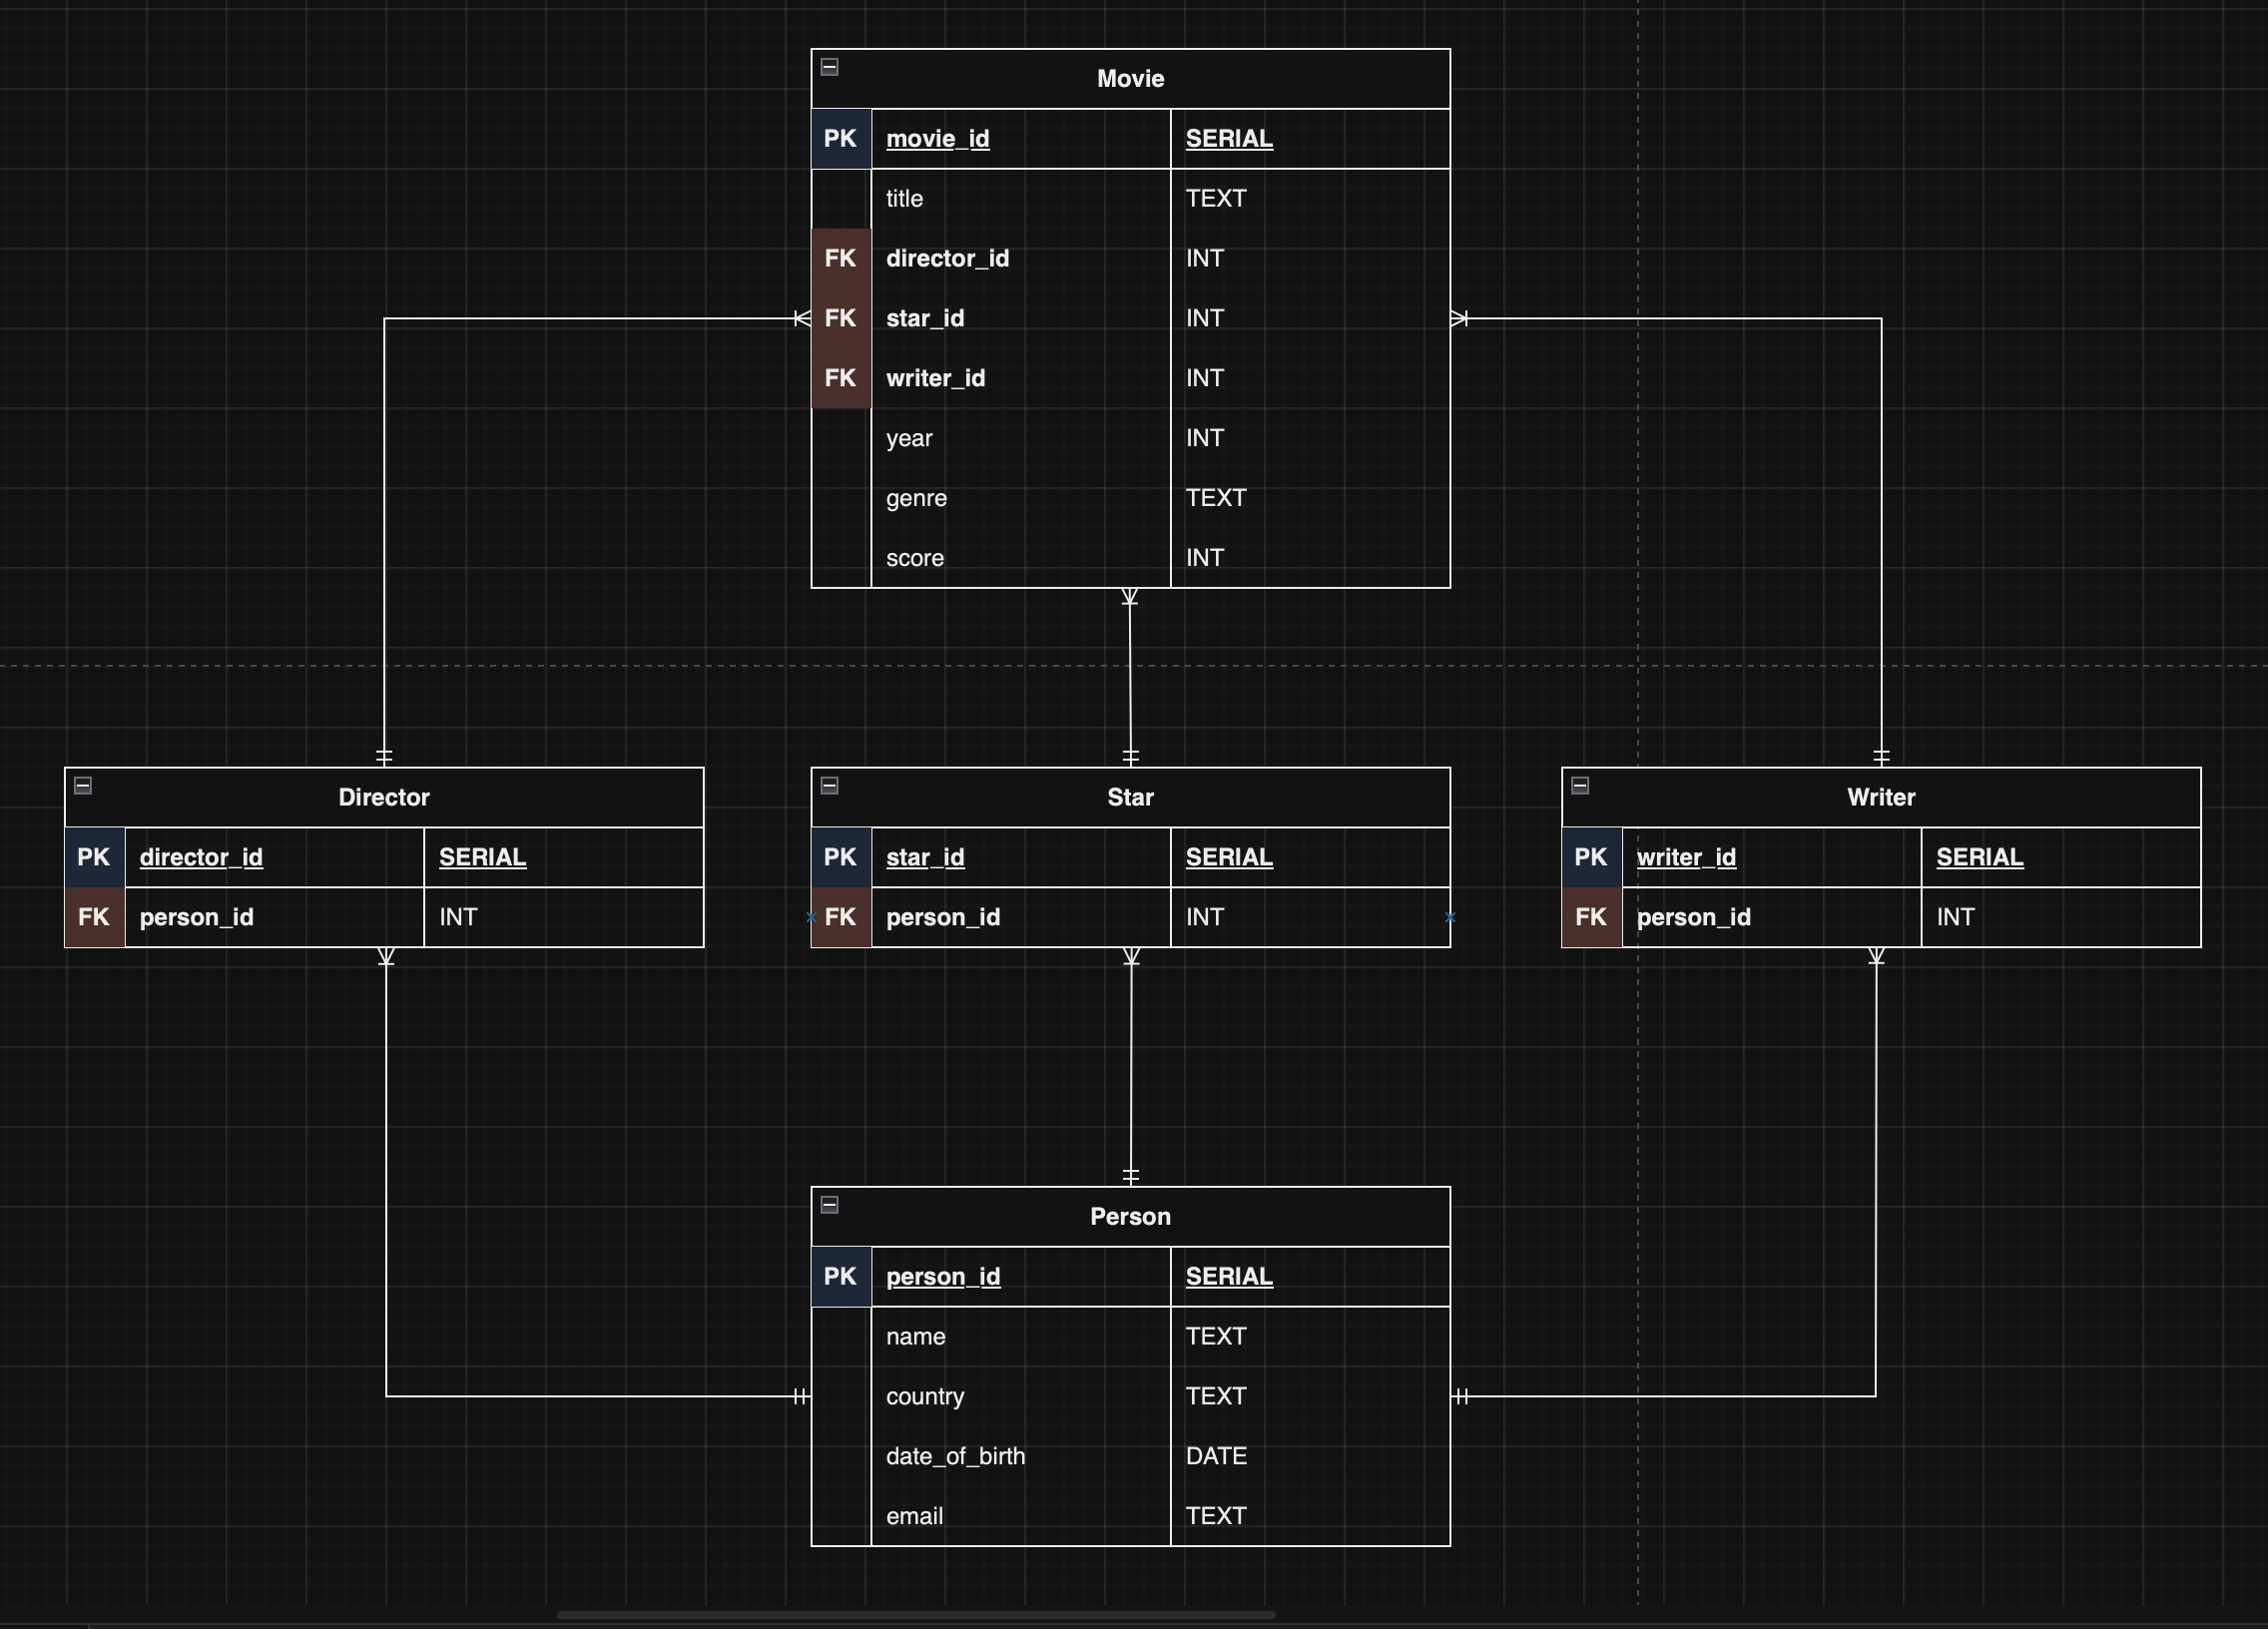 Movie
PK movie_id SERIAL
title TEXT
FK director_id INT
FK star_id INT
FK writer_id INT
year INT
genre TEXT
score INT
Director
PK director_id SERIAL
FK person_id INT
Star
PK star_id SERIAL
FK person_id INT
Writer
PK writer_id SERIAL
FK person_id INT
Person
PK person_id SERIAL
name TEXT
country TEXT
date_of_birth DATE
email TEXT